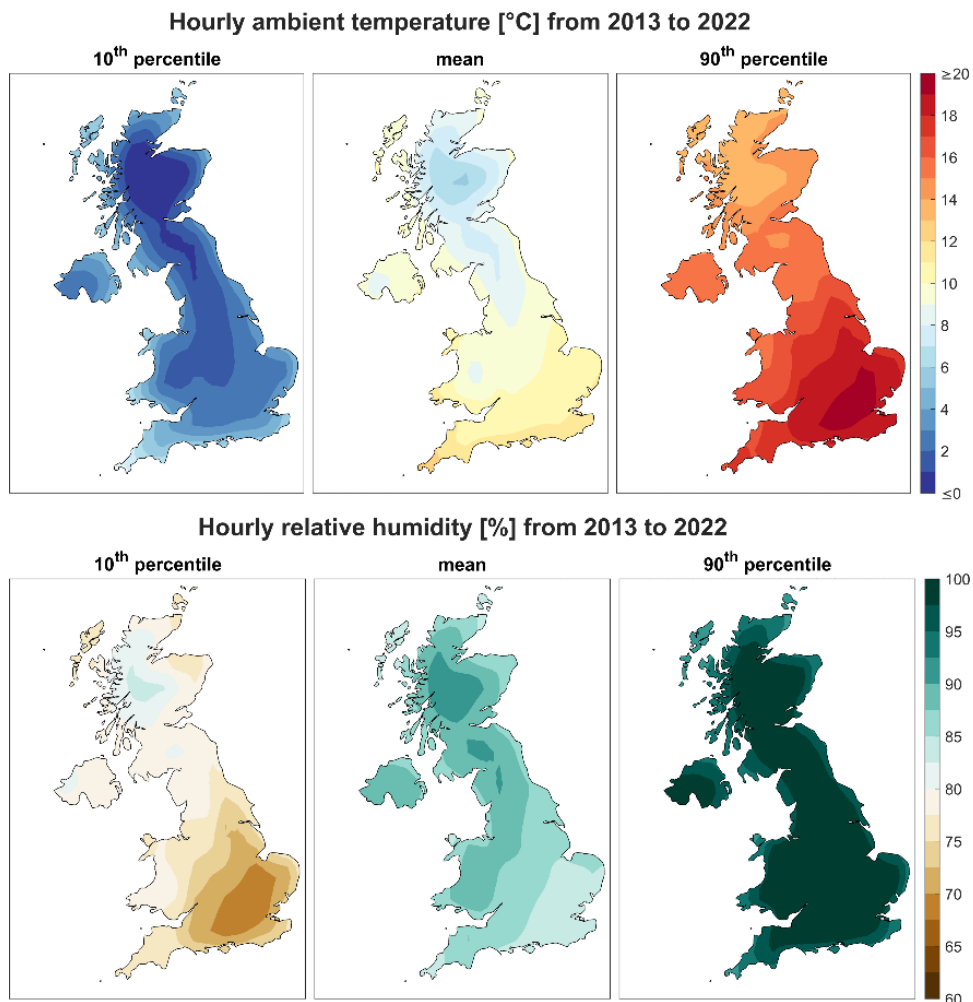 Hourly ambient temperature [°C] from 2013 to 2022
10th percentile
mean
90th percentile
≥20
18
16
14
12
10
8
6
4
2
≤0
Hourly relative humidity [%] from 2013 to 2022
10th percentile
mean
90th percentile
100
95
90
85
80
75
70
65
60